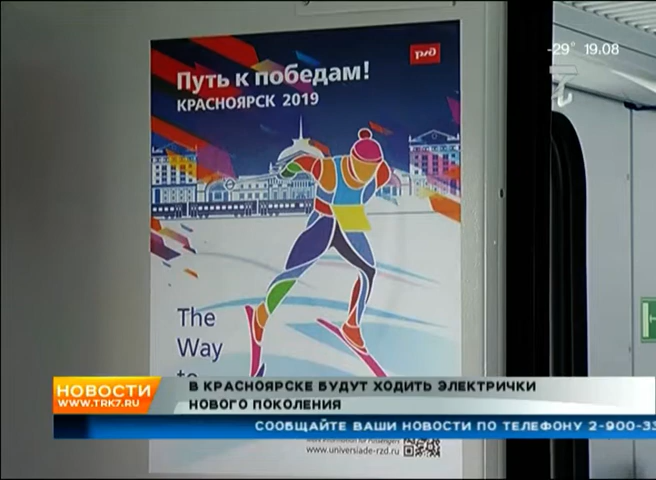 -29° 19.08
Путь к победам!
КРАСНОЯРСК 2019
The
Way
НОВОСТИ
WWW.TRK7.RU
В КРАСНОЯРСКЕ БУДУТ ХОДИТЬ ЭЛЕКТРИЧКИ
НОВОГО ПОКОЛЕНИЯ
СООБЩАЙТЕ ВАШИ НОВОСТИ ПО ТЕЛЕФОНУ 2-900-33
www.universiade-rzd.ru